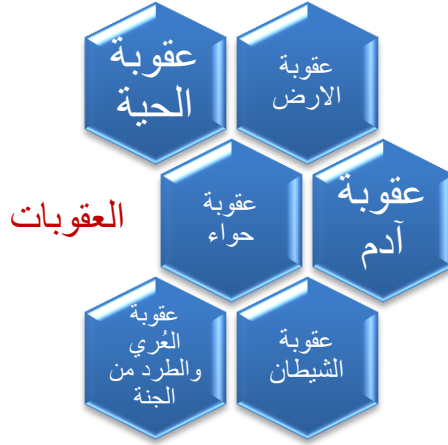 عقوبة
الارض
عقوبة
الحية
عقوبة
آدم
عقوبة
حواء
العقوبات
عقوبة
الشيطان
عقوبة
العُري
والطرد من
الجنة